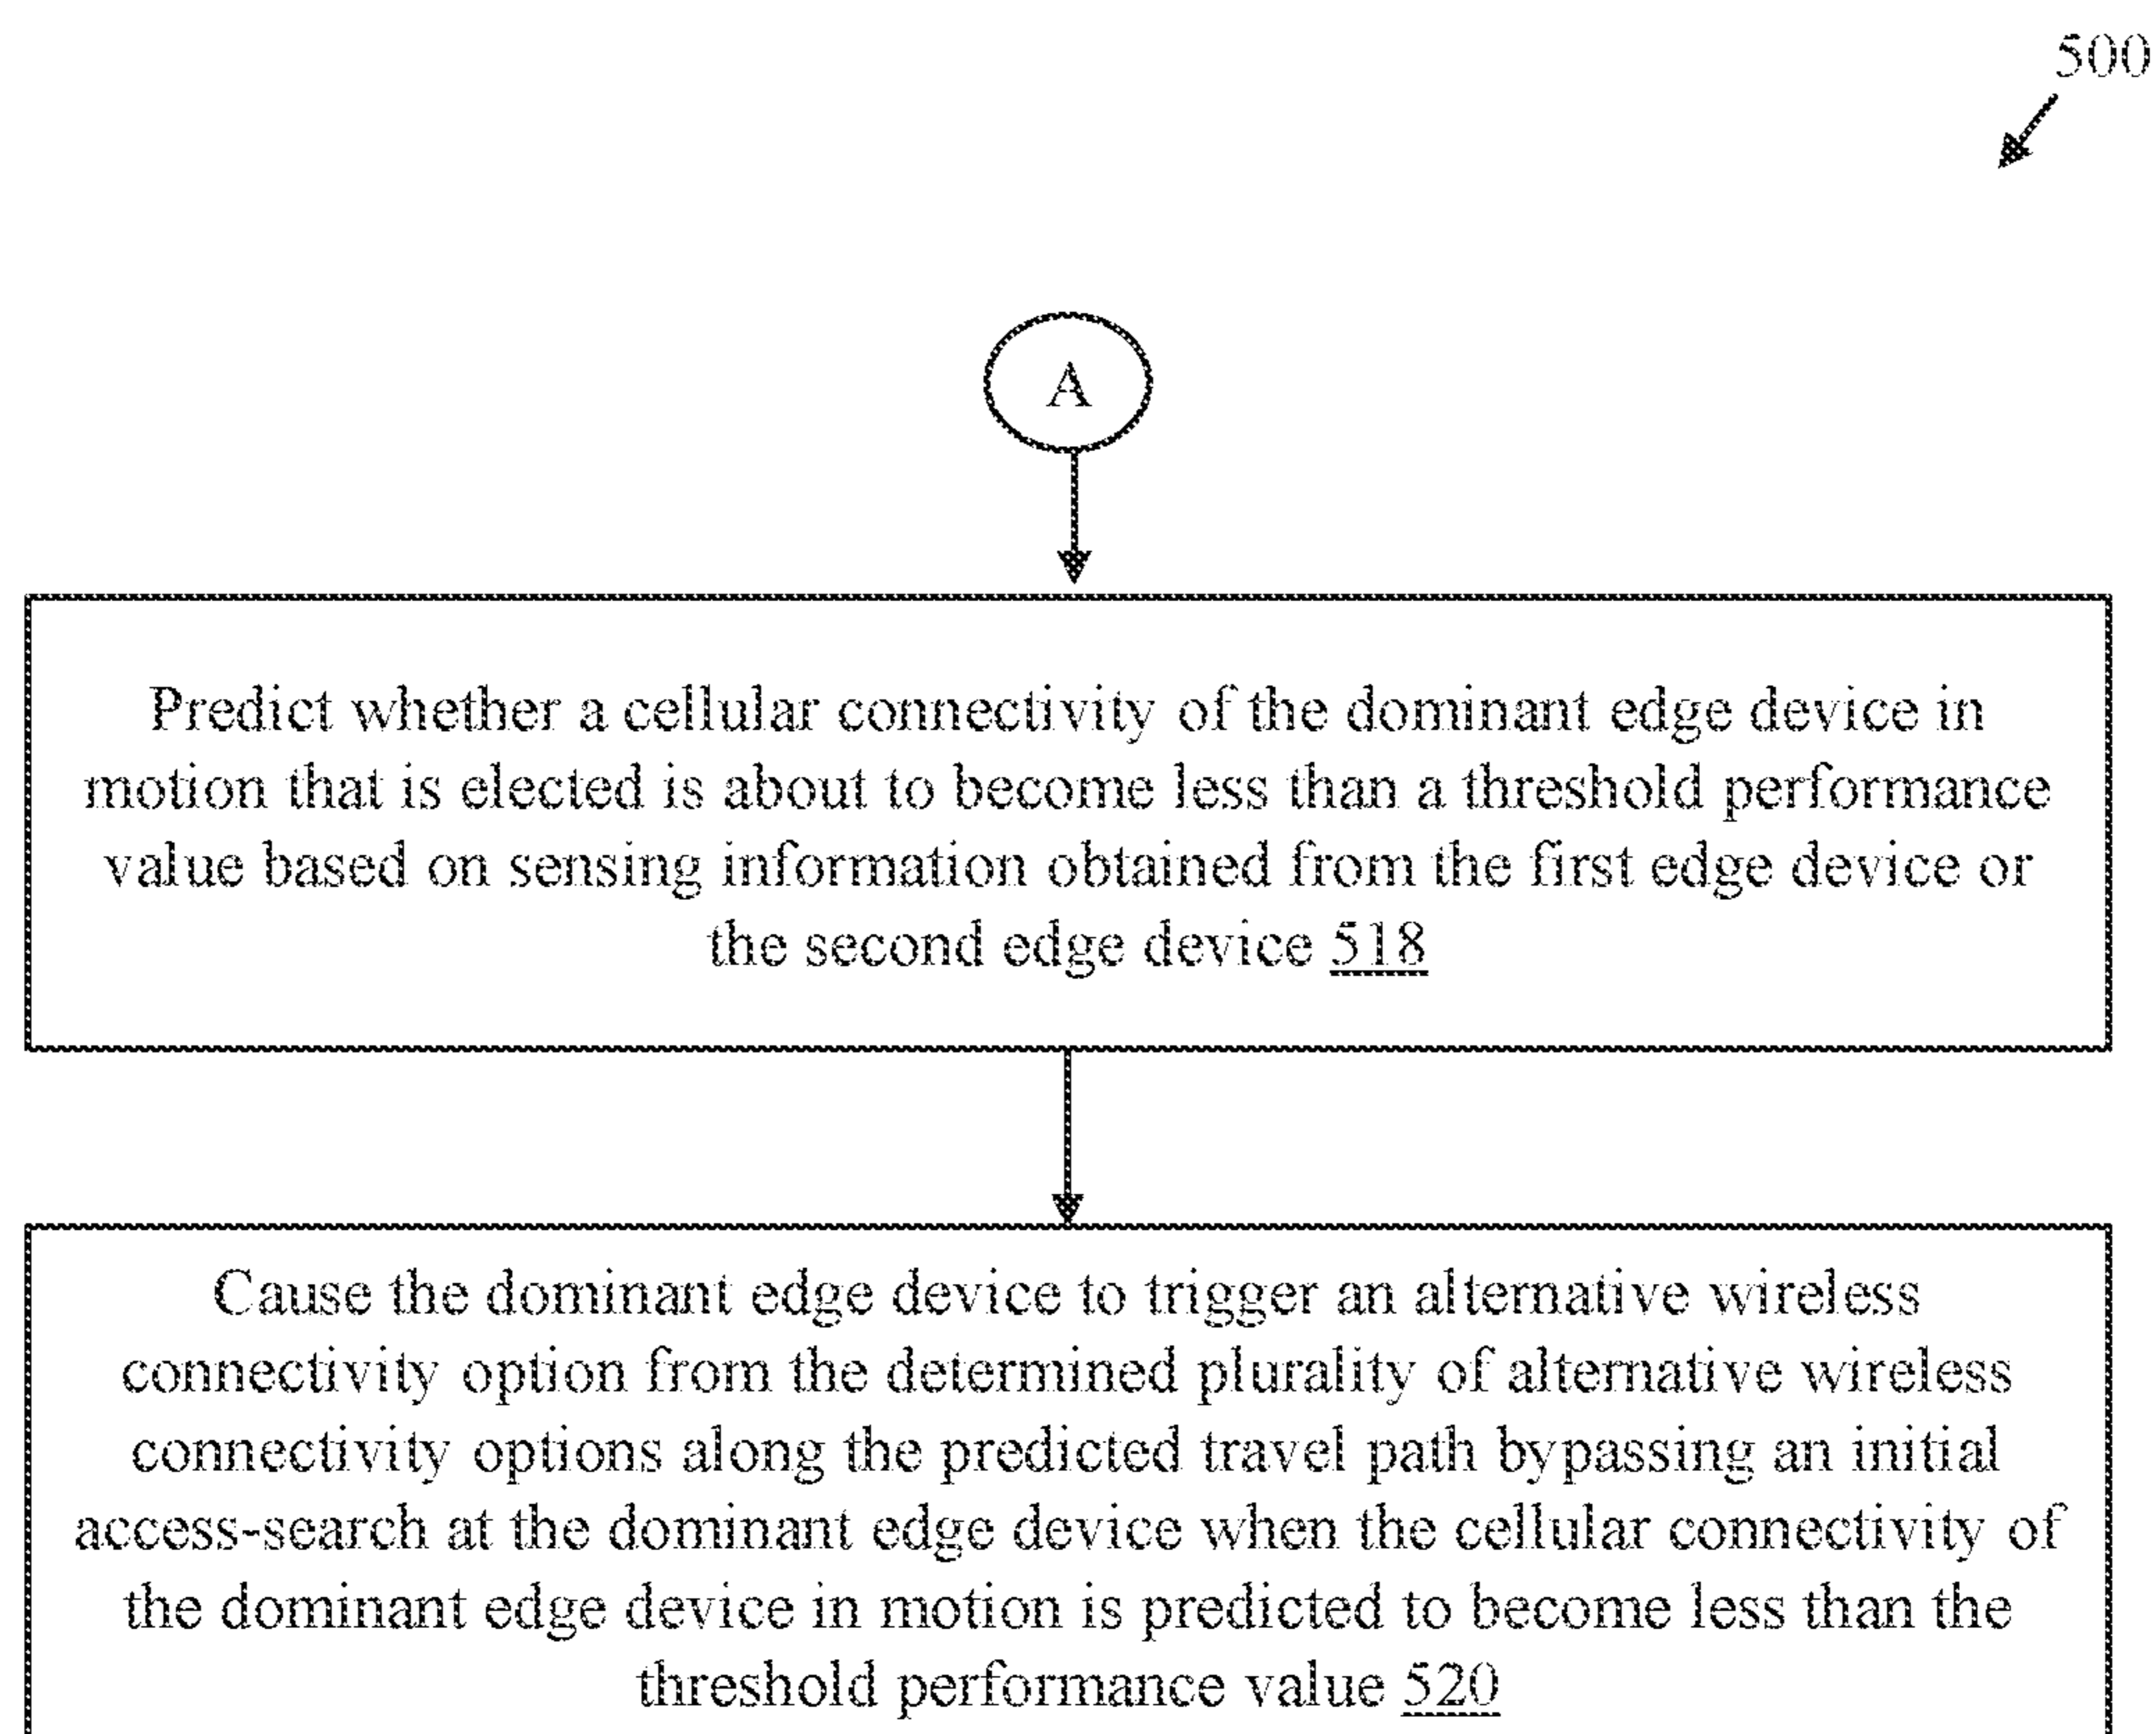 500
A
Predict whether a cellular connectivity of the dominant edge device in
motion that is elected is about to become less than a threshold performance
value based on sensing information obtained from the first edge device or
the second edge device 518
Cause the dominant edge device to trigger an alternative wireless
connectivity option from the determined plurality of alternative wireless
connectivity options along the predicted travel path bypassing an initial
access-search at the dominant edge device when the cellular connectivity of
the dominant edge device in motion is predicted to become less than the
threshold performance value 520